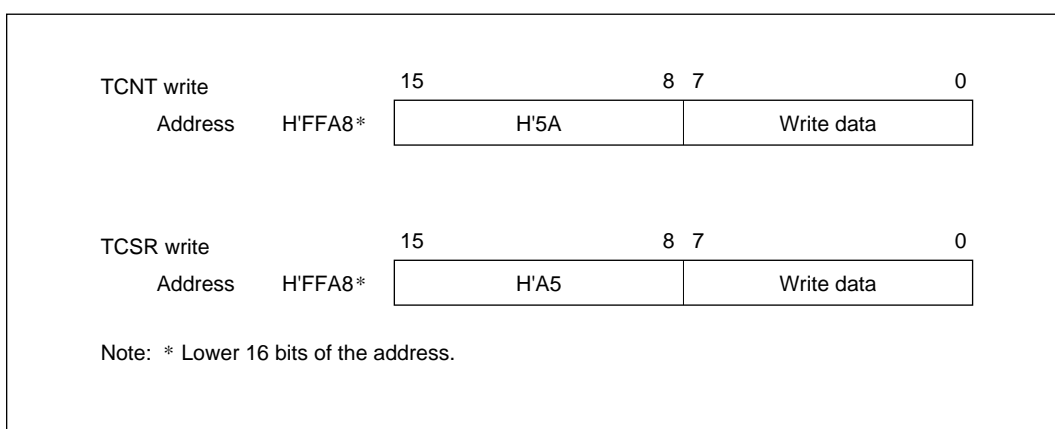 TCNT write 15 8 7 0
Address H'FFA8* H'5A Write data
TCSR write 15 8 7 0
Address H'FFA8* H'A5 Write data
Note: * Lower 16 bits of the address.